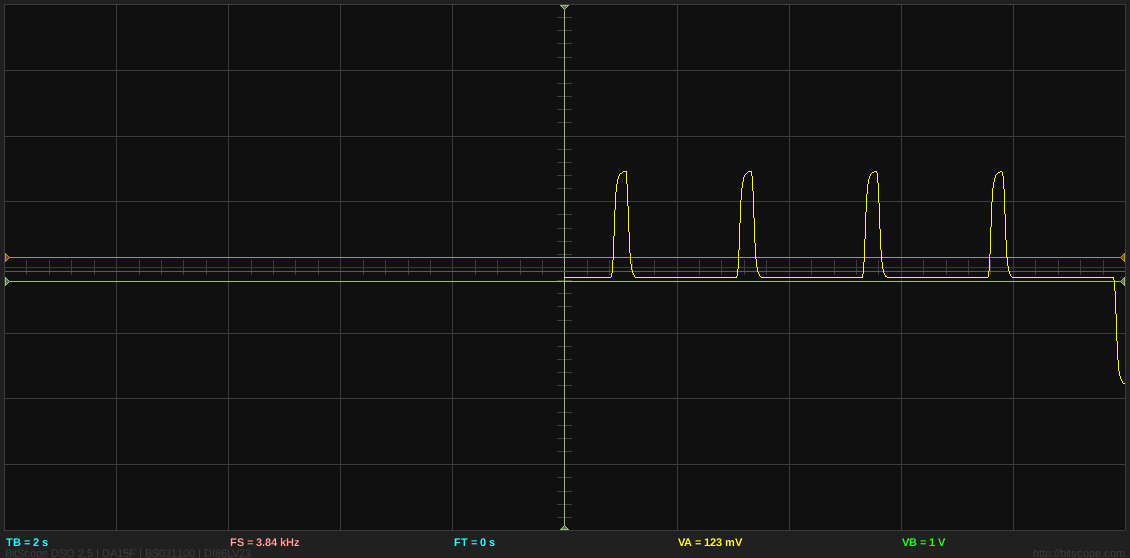 TB = 2 s FS = 3.84 kHz FT = 0 s VA = 123 mV VB = 1 V
BitScope DSO 2.5 | DA15F | BS031100 | DI86LV23 http://bitscope.com